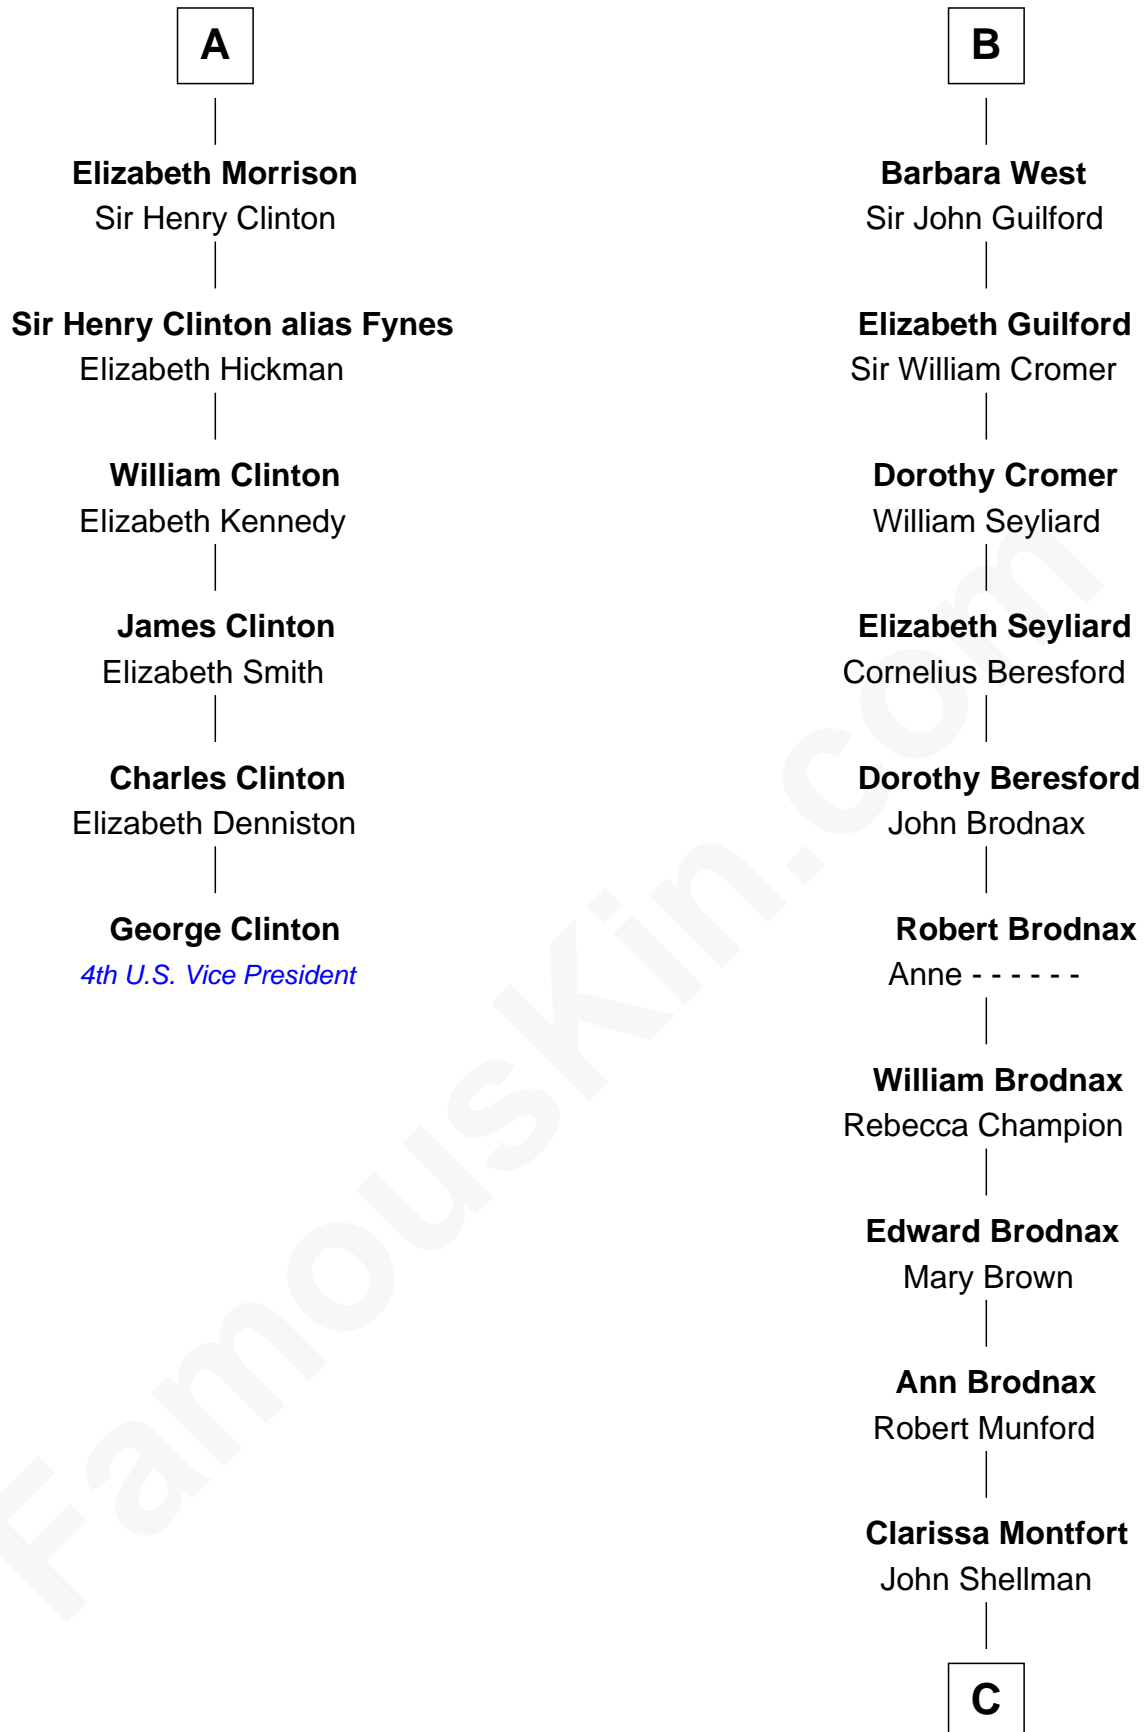 A
Elizabeth Morrison
Sir Henry Clinton
Sir Henry Clinton alias Fynes
Elizabeth Hickman
William Clinton
Elizabeth Kennedy
James Clinton
Elizabeth Smith
Charles Clinton
Elizabeth Denniston
George Clinton
4th U.S. Vice President
B
Barbara West
Sir John Guilford
Elizabeth Guilford
Sir William Cromer
Dorothy Cromer
William Seyliard
Elizabeth Seyliard
Cornelius Beresford
Dorothy Beresford
John Brodnax
Robert Brodnax
Anne - - - - - -
William Brodnax
Rebecca Champion
Edward Brodnax
Mary Brown
Ann Brodnax
Robert Munford
Clarissa Montfort
John Shellman
C
FamousKin.com